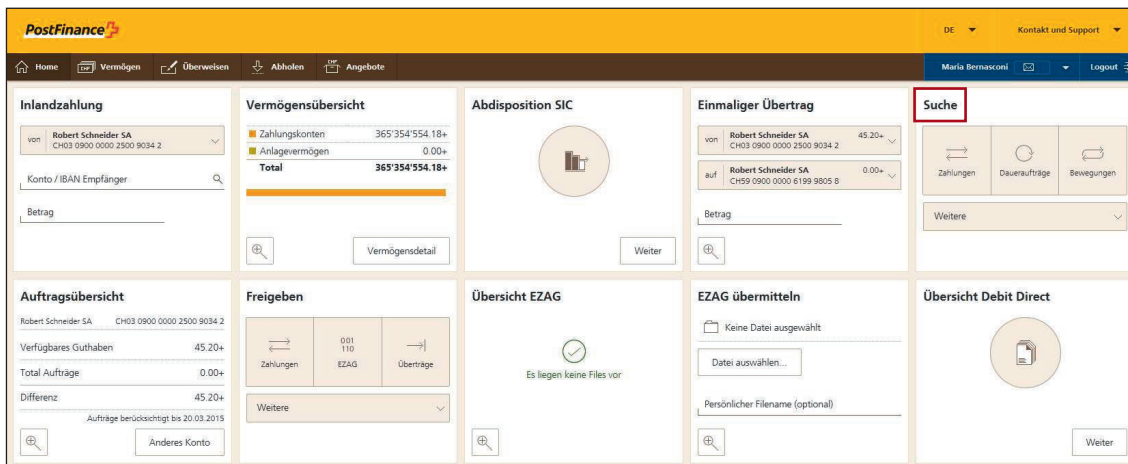 PostFinance
DE
Kontakt und Support
Home
CHF
Vermögen
Überweisen
Abholen
CHF
Angebote
Maria Bernasconi
Logout
Inlandzahlung
von Robert Schneider SA
CH03 0900 0000 2500 9034 2
Konto / IBAN Empfänger
Betrag
Vermögensübersicht
Zahlungskonten 365'354'554.18+
Anlagevermögen 0.00+
Total 365'354'554.18+
Vermögensdetail
Abdisposition SIC
Weiter
Einmaliger Übertrag
von Robert Schneider SA 45.20+
CH03 0900 0000 2500 9034 2
auf Robert Schneider SA 0.00+
CH59 0900 0000 6199 9805 8
Betrag
Suche
Zahlungen
Daueraufträge
Bewegungen
Weitere
Auftragsübersicht
Robert Schneider SA CH03 0900 0000 2500 9034 2
Verfügbares Guthaben 45.20+
Total Aufträge 0.00+
Differenz 45.20+
Aufträge berücksichtigt bis 20.03.2015
Anderes Konto
Freigeben
001
110
Zahlungen
EZAG
Überträge
Weitere
Übersicht EZAG
Es liegen keine Files vor
EZAG übermitteln
Keine Datei ausgewählt
Datei auswählen...
Persönlicher Filename (optional)
Übersicht Debit Direct
Weiter